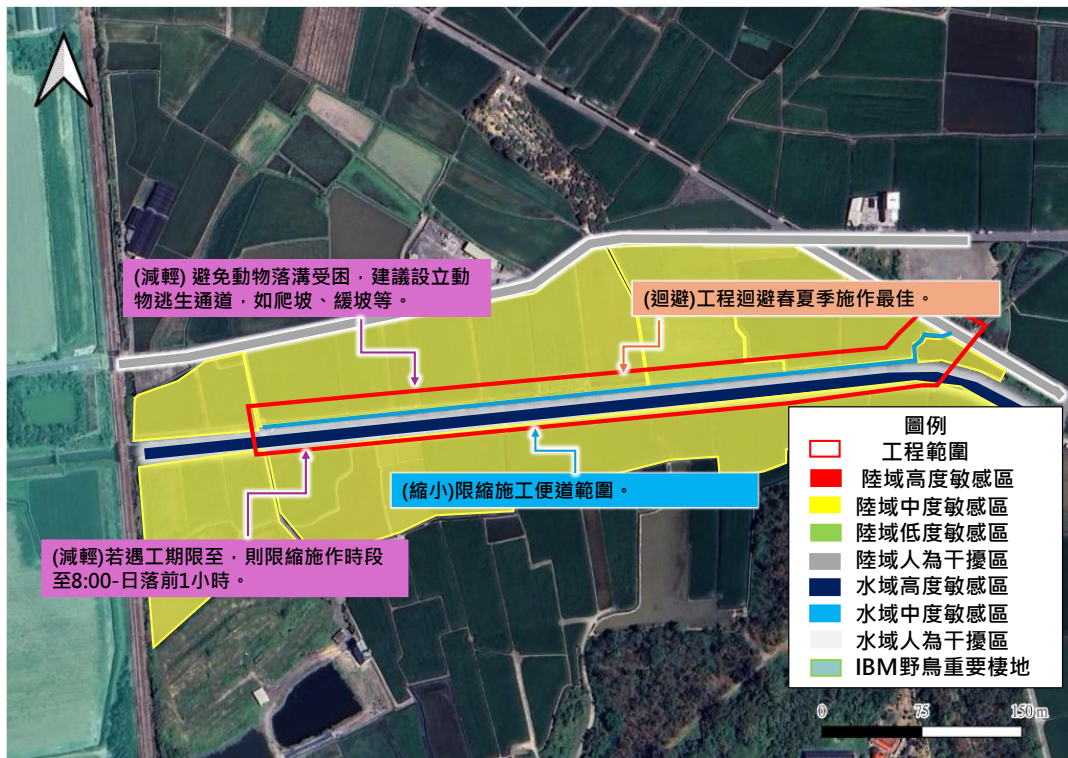 (減輕) 避免動物落溝受困，建議設立動
物逃生通道，如爬坡、緩坡等。
(迴避)工程迴避春夏季施作最佳。
(縮小)限縮施工便道範圍。
(減輕)若遇工期限至，則限縮施作時段
至8:00-日落前1小時。
圖例
工程範圍
陸域高度敏感區
陸域中度敏感區
陸域低度敏感區
陸域人為干擾區
水域高度敏感區
水域中度敏感區
水域人為干擾區
IBM野鳥重要棲地
0 75 150 m